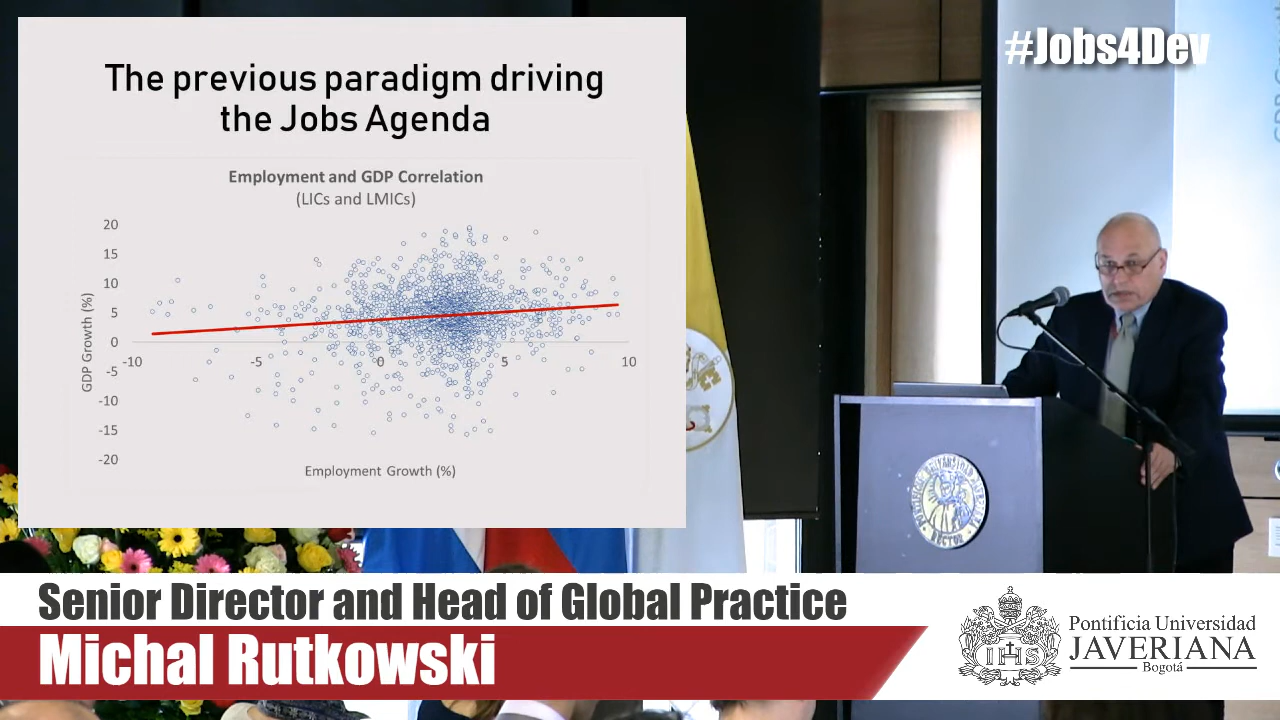 #Jobs4Dev
The previous paradigm driving
the Jobs Agenda
Employment and GDP Correlation
(LICs and LMICs)
GDP Growth (%)
20
15
10
5
0
-5
-10
-15
-20
-10
-5
0
5
10
Employment Growth (%)
Senior Director and Head of Global Practice
Michal Rutkowski
IHS
Pontificia Universidad
JAVERIANA
Bogotá